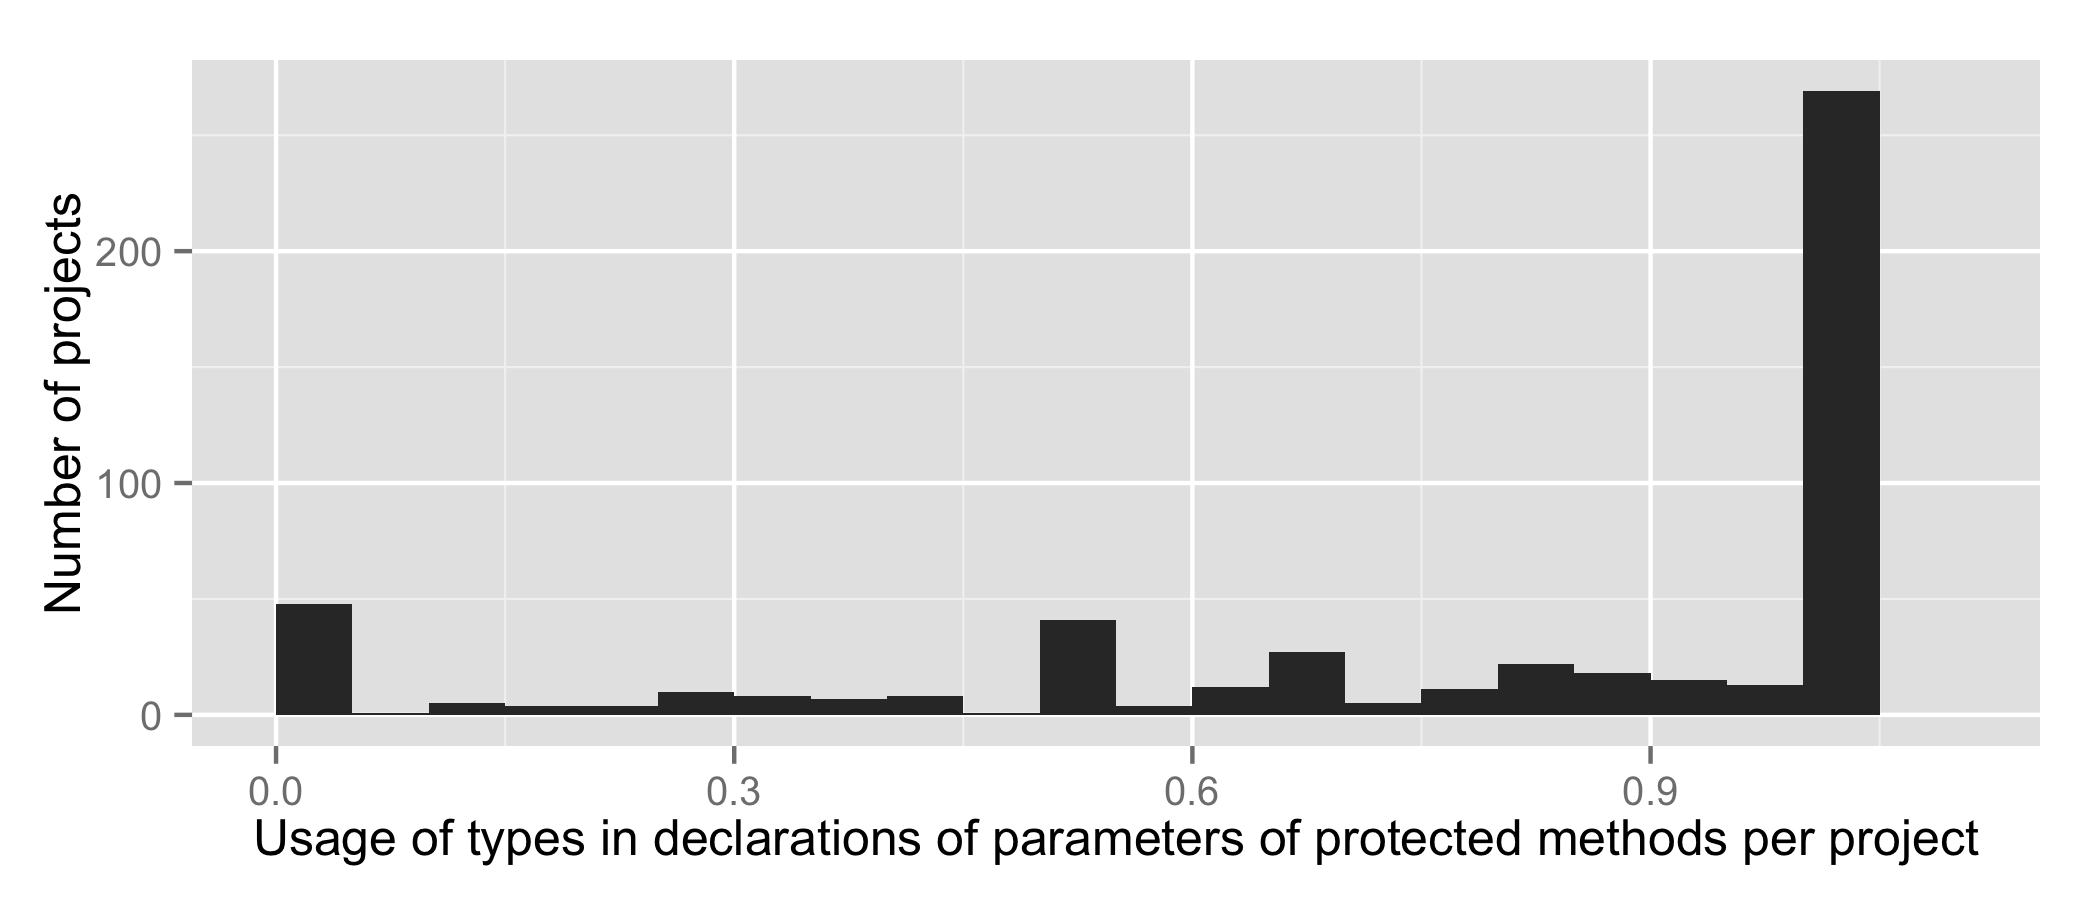 Number of projects
200
100
0
0.0 0.3 0.6 0.9
Usage of types in declarations of parameters of protected methods per project